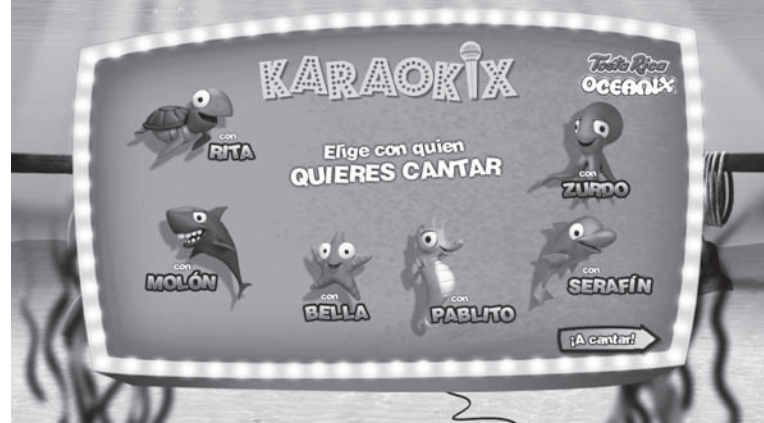 KARAOKIX
Tosta Rica
OCEANIX
con
RITA
Elige con quien
QUIERES CANTAR
con
ZURDO
con
MOLÓN
con
BELLA
con
PABLITO
con
SERAFÍN
¡A cantar!